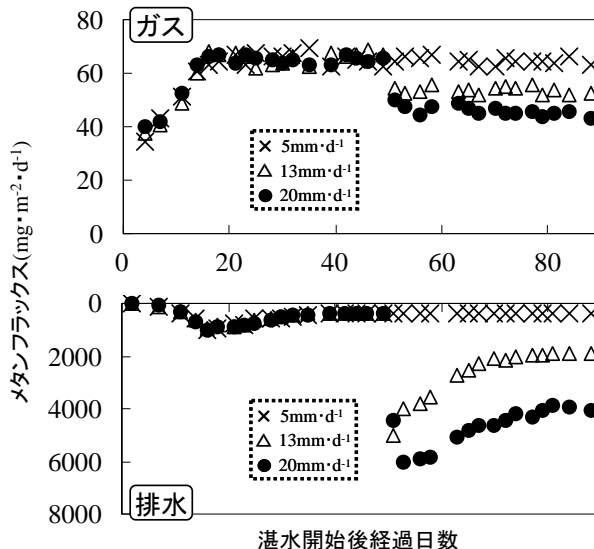 ガス
80
60
40
20
0
× 5mm･d-1
△ 13mm･d-1
● 20mm･d-1
0 20 40 60 80
メタンフラックス(mg･m-2･d-1)
0
2000
4000
6000
8000
× 5mm･d-1
△ 13mm･d-1
● 20mm･d-1
排水
湛水開始後経過日数